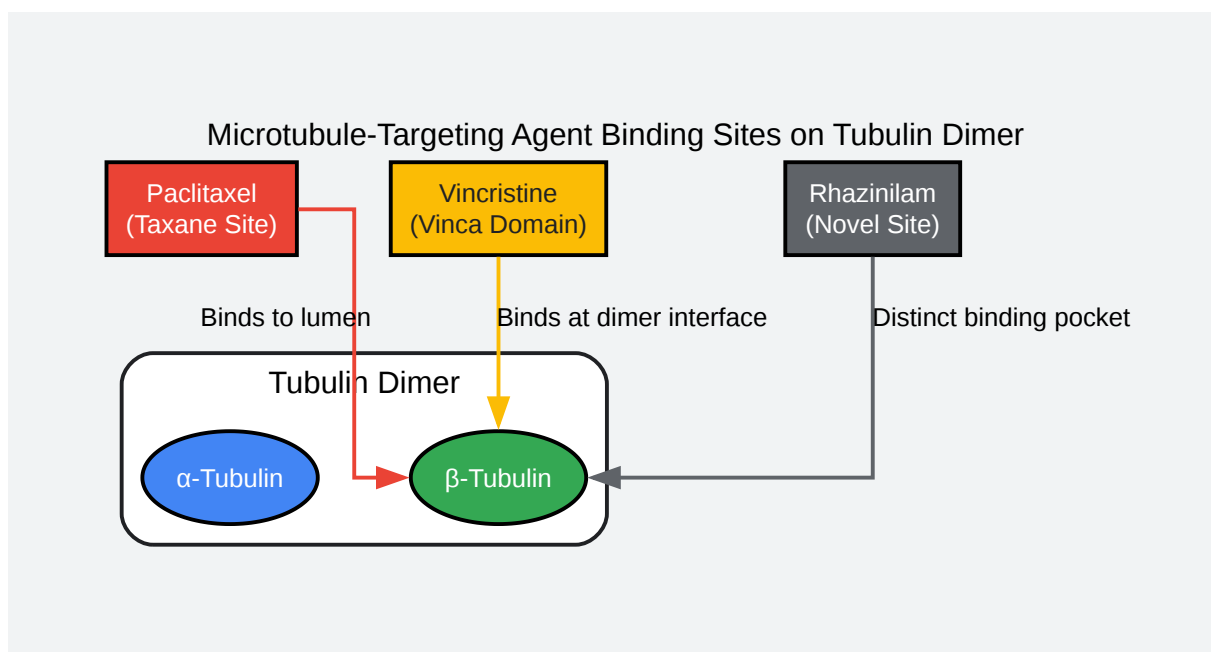 Microtubule-Targeting Agent Binding Sites on Tubulin Dimer
Paclitaxel
(Taxane Site)
Vincristine
(Vinca Domain)
Rhazinilam
(Novel Site)
Binds to lumen
Binds at dimer interface
Distinct binding pocket
Tubulin Dimer
α-Tubulin
β-Tubulin